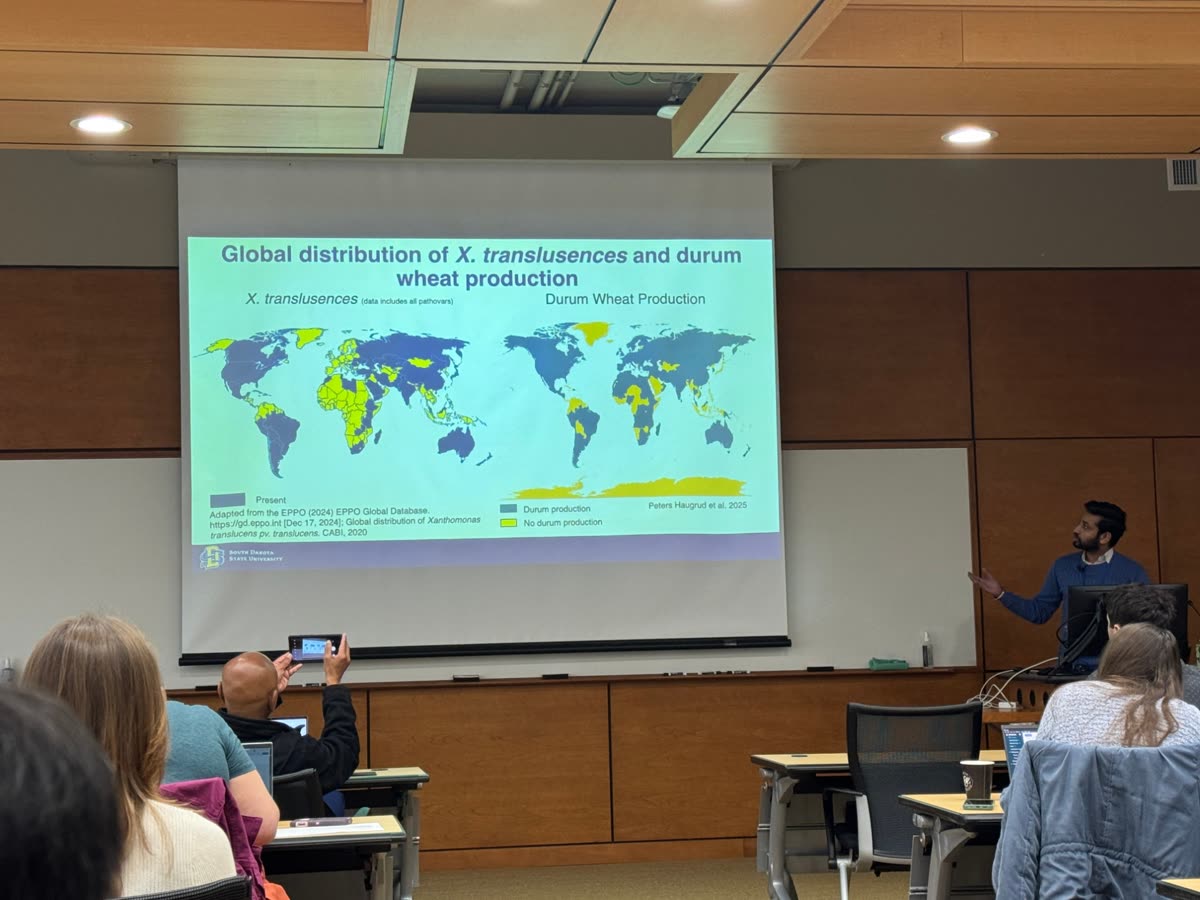 Global distribution of X. translusences and durum
wheat production
X. translusences (data includes all pathovars)
Durum Wheat Production
Present
Adapted from the EPPO (2024) EPPO Global Database.
https://gd.eppo.int [Dec 17, 2024]; Global distribution of Xanthomonas
translucens pv. translucens. CABI, 2020
Durum production
No durum production
Peters Haugrud et al. 2025
SOUTH DAKOTA
STATE UNIVERSITY